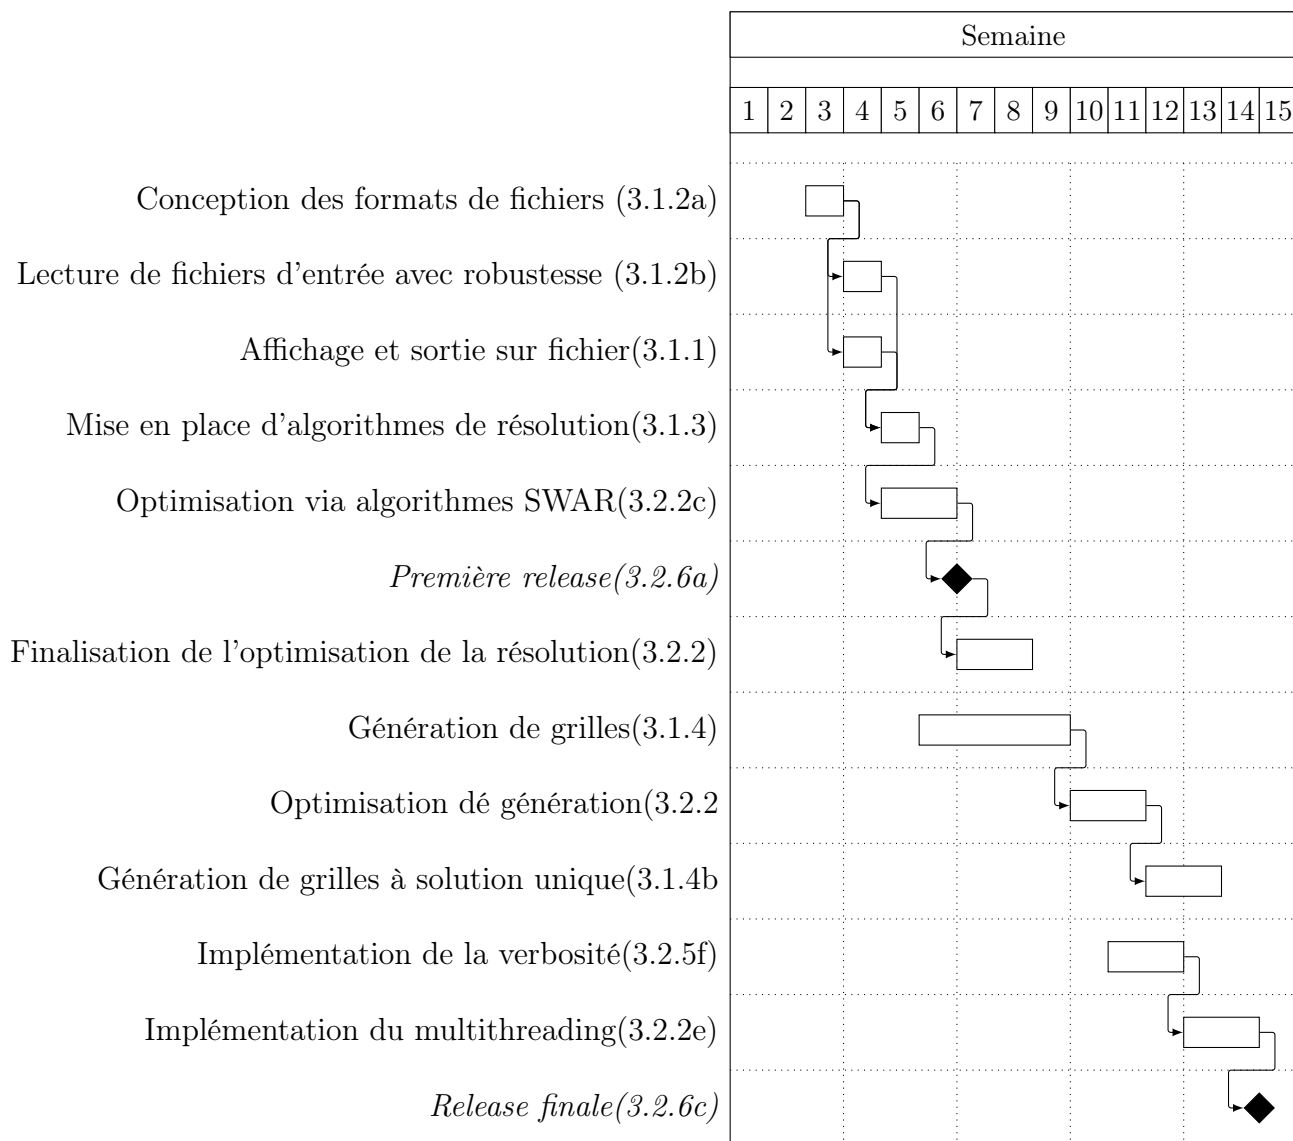 Semaine
1 2 3 4 5 6 7 8 9 10 11 12 13 14 15
Conception des formats de fichiers (3.1.2a)
Lecture de fichiers d'entrée avec robustesse (3.1.2b)
Affichage et sortie sur fichier(3.1.1)
Mise en place d'algorithmes de résolution(3.1.3)
Optimisation via algorithmes SWAR(3.2.2c)
Première release(3.2.6a)
Finalisation de l'optimisation de la résolution(3.2.2)
Génération de grilles(3.1.4)
Optimisation dé génération(3.2.2
Génération de grilles à solution unique(3.1.4b
Implémentation de la verbosité(3.2.5f)
Implémentation du multithreading(3.2.2e)
Release finale(3.2.6c)